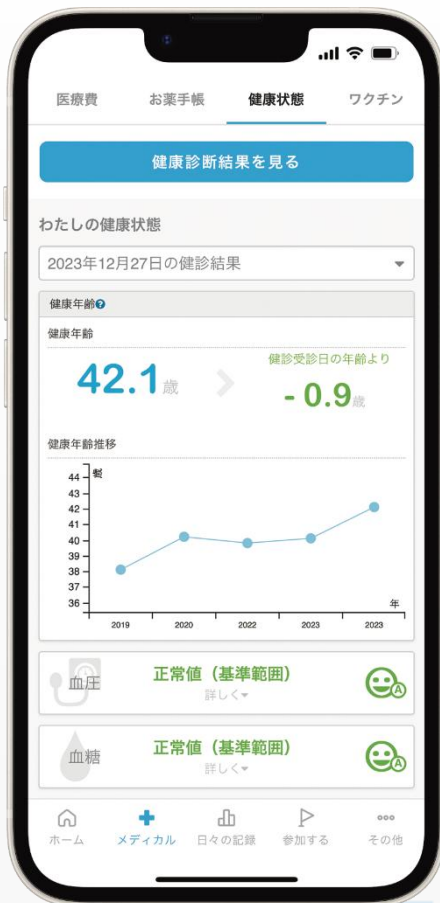 医療費 お薬手帳 健康状態 ワクチン
健康診断結果を見る
わたしの健康状態
2023年12月27日の健診結果
健康年齢?
健康年齢
健診受診日の年齢より
42.1歳 - 0.9歳
健康年齢推移
歳
44
43
42
41
40
39
38
37
36
年
2019 2020 2022 2023 2023
血圧 正常値（基準範囲） A
詳しく
血糖 正常値（基準範囲） A
詳しく
ホーム メディカル 日々の記録 参加する その他